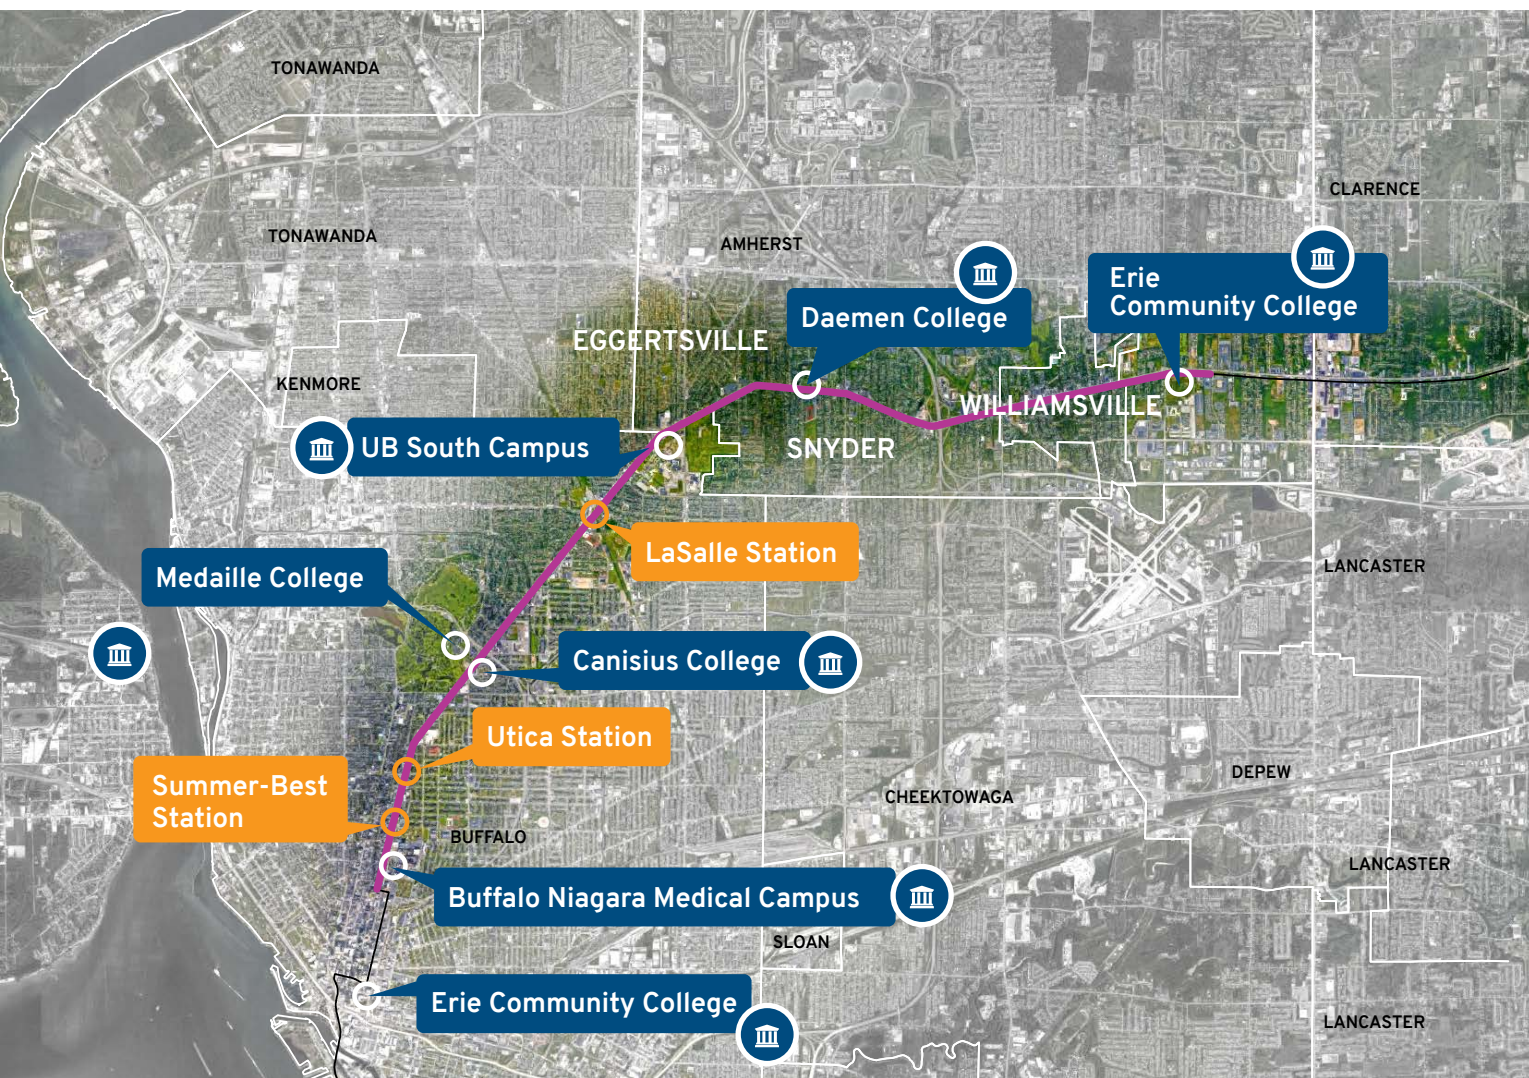 TONAWANDA
CLARENCE
TONAWANDA
AMHERST
Erie
Community College
Daemen College
EGGERTSVILLE
KENMORE
WILLIAMSVILLE
UB South Campus
SNYDER
LaSalle Station
LANCASTER
Medaille College
Canisius College
Utica Station
Summer-Best
Station
DEPEW
CHEEKTOWAGA
BUFFALO
LANCASTER
Buffalo Niagara Medical Campus
SLOAN
Erie Community College
LANCASTER